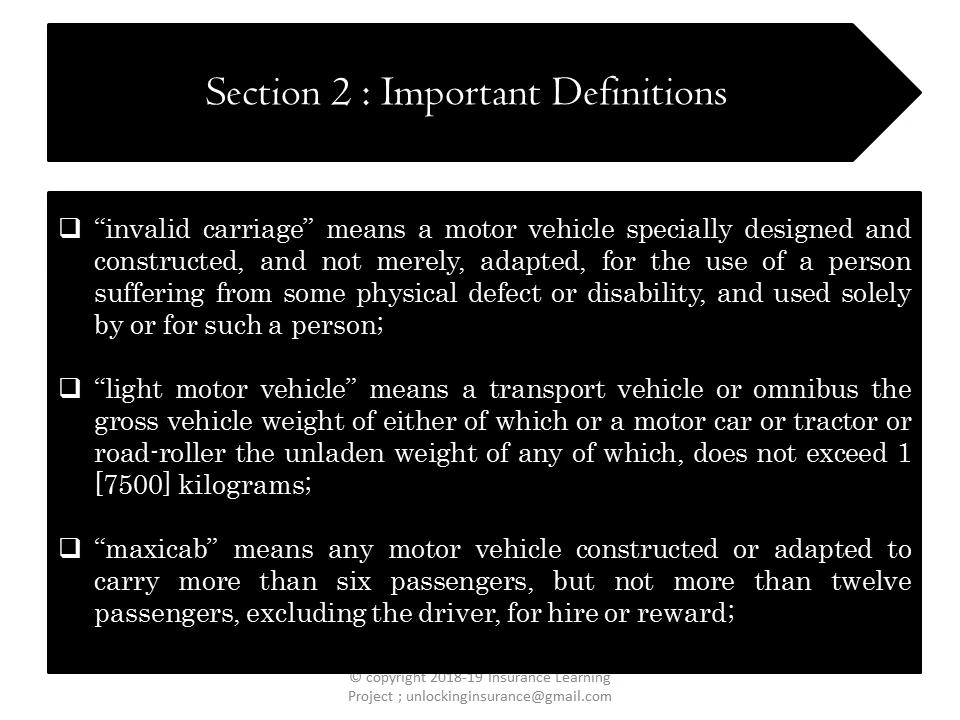 Section 2 : Important Definitions
“invalid carriage” means a motor vehicle specially designed and
constructed, and not merely, adapted, for the use of a person
suffering from some physical defect or disability, and used solely
by or for such a person;
“light motor vehicle” means a transport vehicle or omnibus the
gross vehicle weight of either of which or a motor car or tractor or
road-roller the unladen weight of any of which, does not exceed 1
[7500] kilograms;
“maxicab” means any motor vehicle constructed or adapted to
carry more than six passengers, but not more than twelve
passengers, excluding the driver, for hire or reward;
© copyright 2018-19 Insurance Learning
Project ; unlockinginsurance@gmail.com